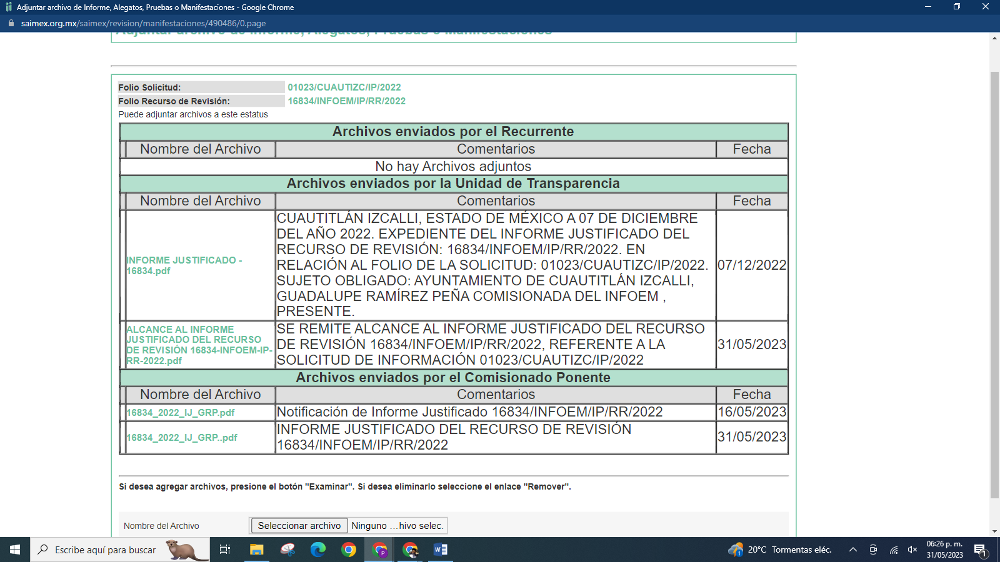 Adjuntar archivo de Informe, Alegatos, Pruebas o Manifestaciones - Google Chrome
saimex.org.mx/saimex/revision/manifestaciones/490486/0.page
Adjuntar archivo de Informe, Alegatos, Pruebas o Manifestaciones
Folio Solicitud: 01023/CUAUTIZC/IP/2022
Folio Recurso de Revisión: 16834/INFOEM/IP/RR/2022
Puede adjuntar archivos a este estatus
Archivos enviados por el Recurrente
Nombre del Archivo Comentarios Fecha
No hay Archivos adjuntos
Archivos enviados por la Unidad de Transparencia
Nombre del Archivo Comentarios Fecha
INFORME JUSTIFICADO -
16834.pdf
CUAUTITLÁN IZCALLI, ESTADO DE MÉXICO A 07 DE DICIEMBRE
DEL AÑO 2022. EXPEDIENTE DEL INFORME JUSTIFICADO DEL
RECURSO DE REVISIÓN: 16834/INFOEM/IP/RR/2022. EN
RELACIÓN AL FOLIO DE LA SOLICITUD: 01023/CUAUTIZC/IP/2022.
SUJETO OBLIGADO: AYUNTAMIENTO DE CUAUTITLÁN IZCALLI,
GUADALUPE RAMÍREZ PEÑA COMISIONADA DEL INFOEM ,
PRESENTE.
07/12/2022
ALCANCE AL INFORME
JUSTIFICADO DEL RECURSO
DE REVISIÓN 16834-INFOEM-IP-
RR-2022.pdf
SE REMITE ALCANCE AL INFORME JUSTIFICADO DEL RECURSO
DE REVISIÓN 16834/INFOEM/IP/RR/2022, REFERENTE A LA
SOLICITUD DE INFORMACIÓN 01023/CUAUTIZC/IP/2022
31/05/2023
Archivos enviados por el Comisionado Ponente
Nombre del Archivo Comentarios Fecha
16834_2022_IJ_GRP.pdf Notificación de Informe Justificado 16834/INFOEM/IP/RR/2022 16/05/2023
16834_2022_IJ_GRP..pdf
INFORME JUSTIFICADO DEL RECURSO DE REVISIÓN
16834/INFOEM/IP/RR/2022
31/05/2023
Si desea agregar archivos, presione el botón "Examinar". Si desea eliminarlo seleccione el enlace "Remover".
Nombre del Archivo Seleccionar archivo Ninguno ...hivo selec.
Escribe aquí para buscar
P
W
1
20°C Tormentas eléc.
06:26 p. m.
31/05/2023
1